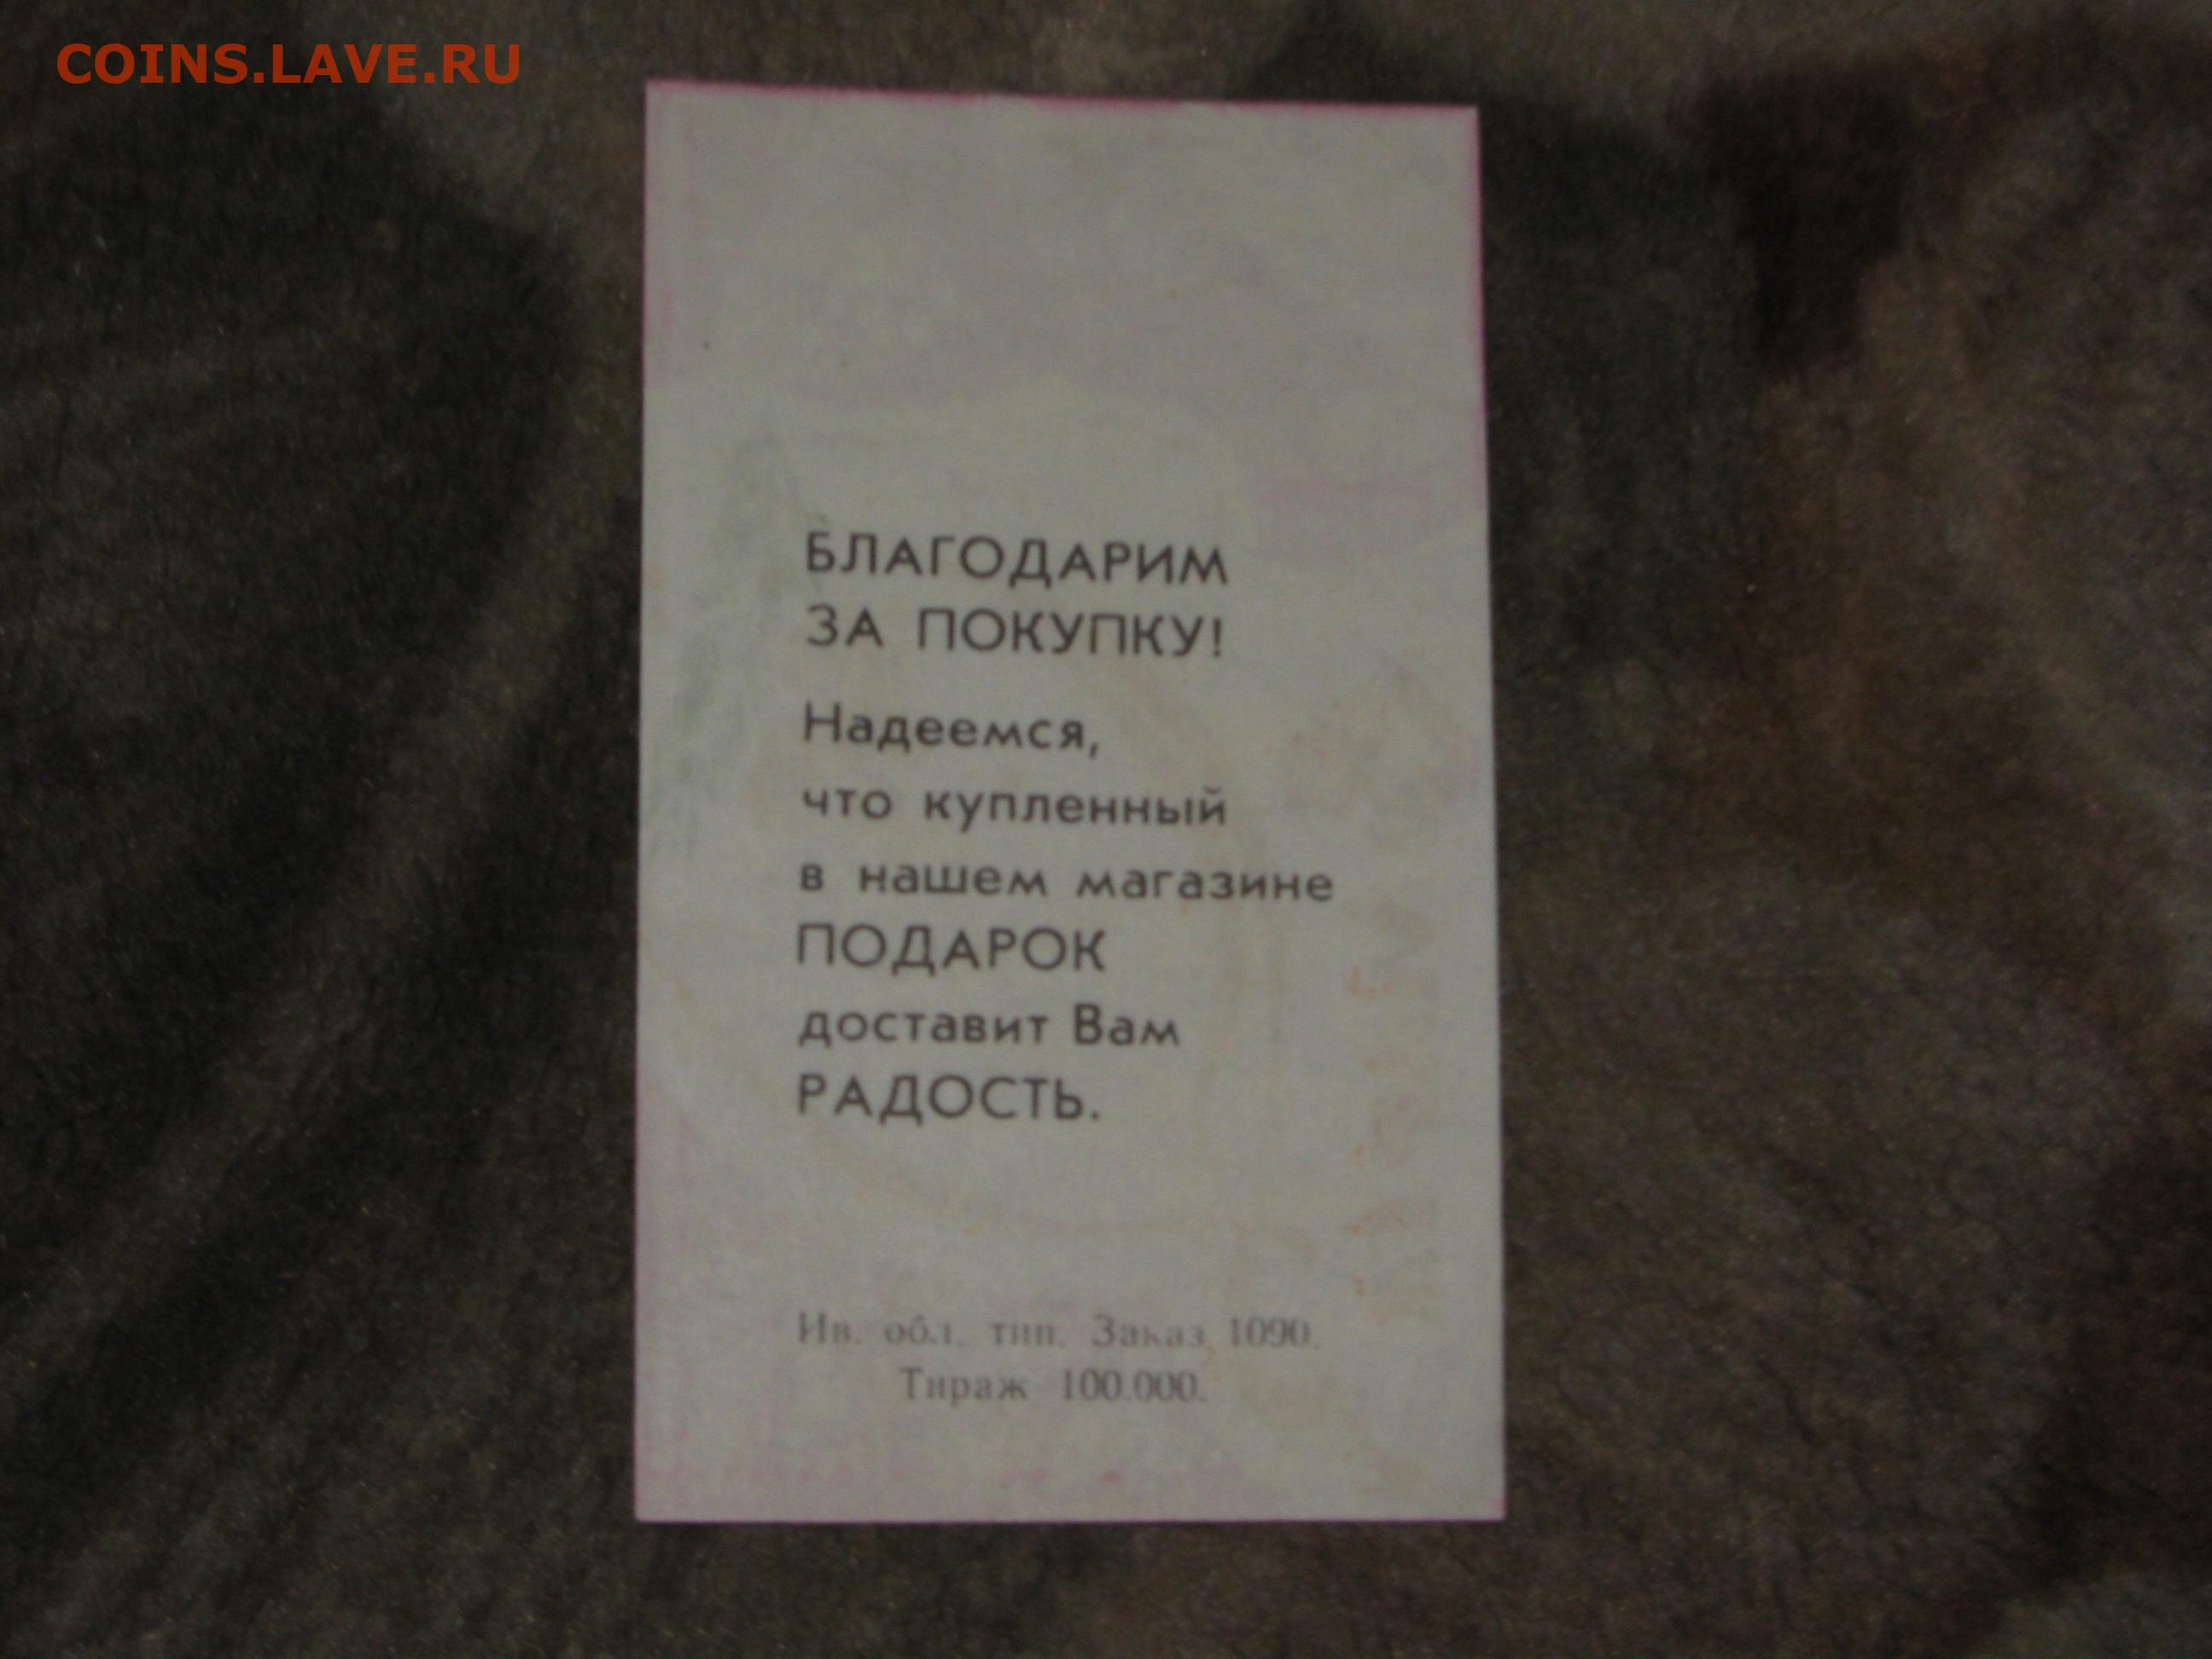 COINS.LAVE.RU
БЛАГОДАРИМ
ЗА ПОКУПКУ!
Надеемся,
что купленный
в нашем магазине
ПОДАРОК
доставит Вам
РАДОСТЬ.
Ив. обл. тип. Заказ 1090.
Тираж 100.000.